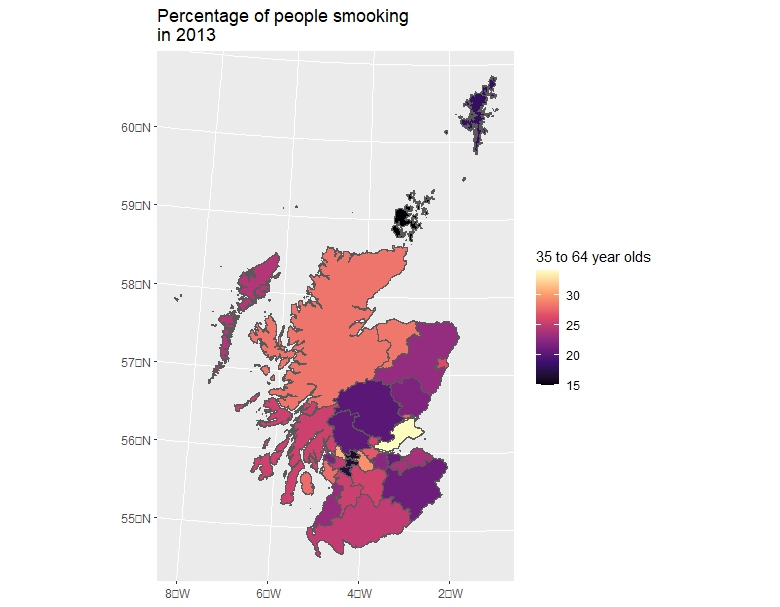 Percentage of people smooking
in 2013
60□N
59□N
58□N
57□N
56□N
55□N
8□W
6□W
4□W
2□W
35 to 64 year olds
30
25
20
15